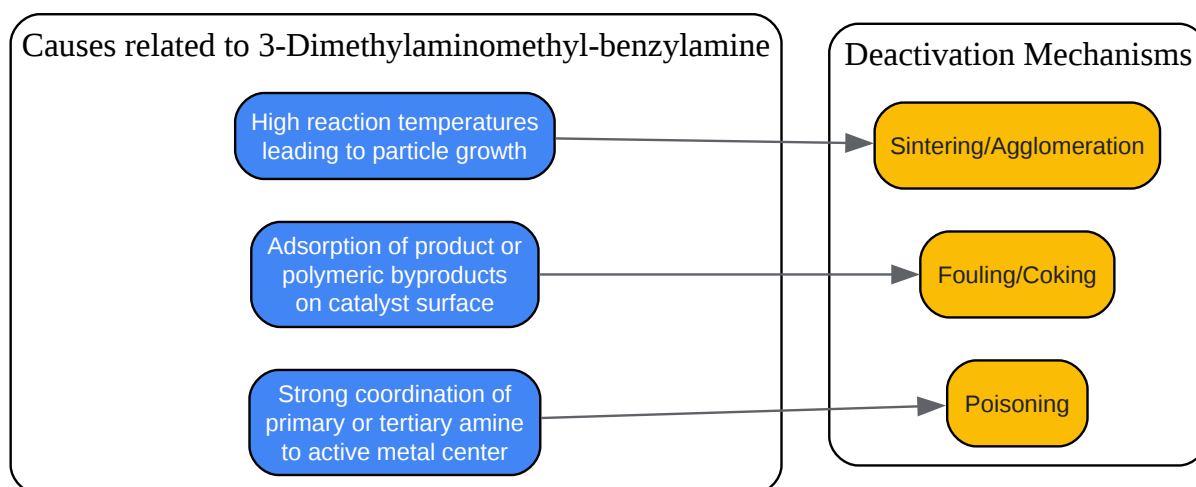 Causes related to 3-Dimethylaminomethyl-benzylamine
High reaction temperatures
leading to particle growth
Adsorption of product or
polymeric byproducts
on catalyst surface
Strong coordination of
primary or tertiary amine
to active metal center
Deactivation Mechanisms
Sintering/Agglomeration
Fouling/Coking
Poisoning